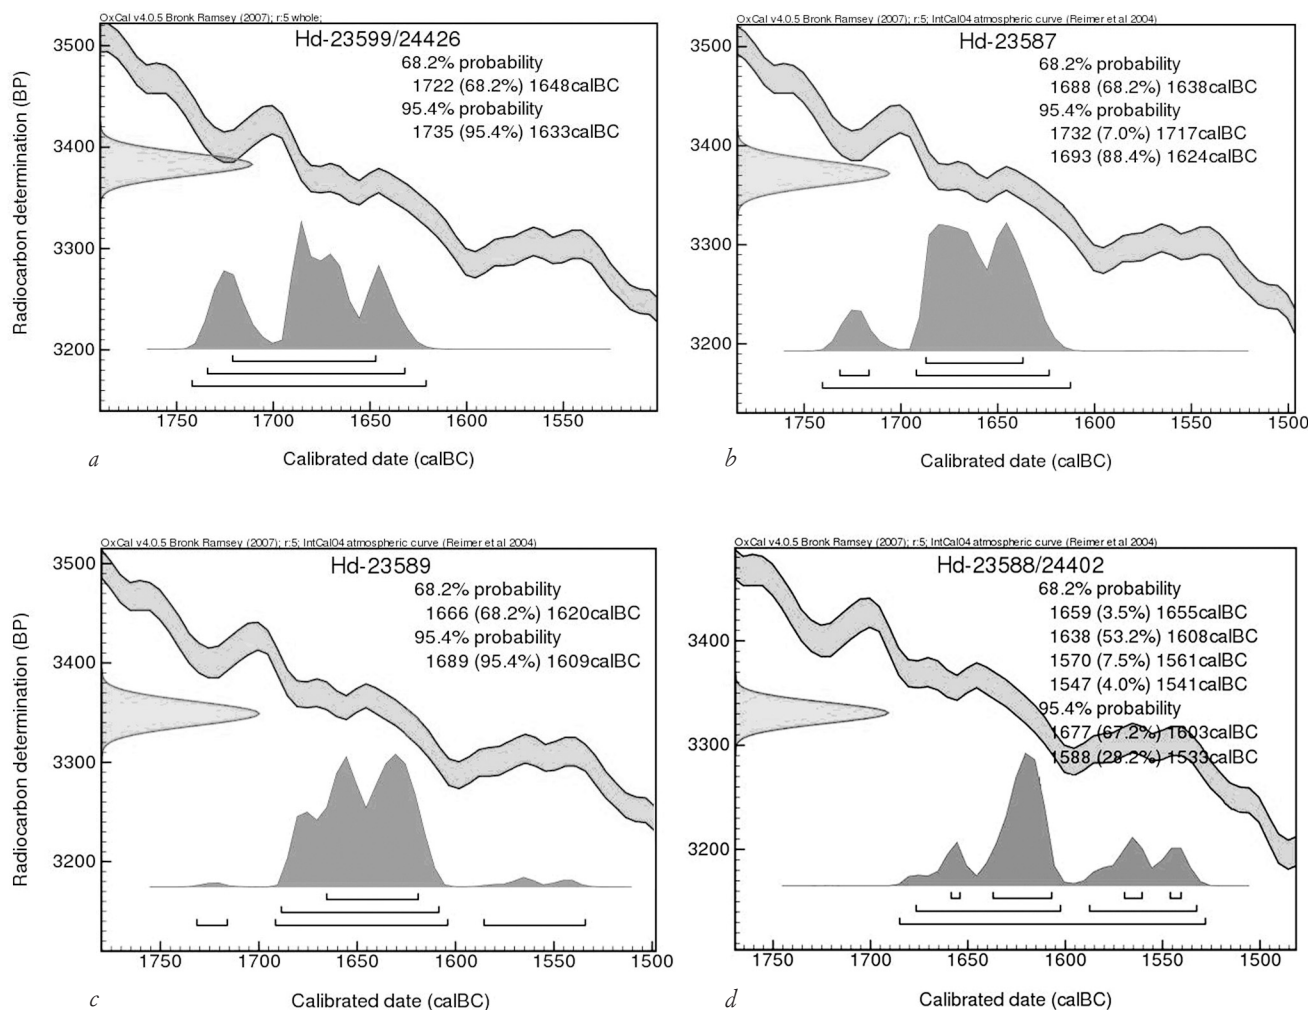 OxCal v4.0.5 Bronk Ramsey (2007); r:5 whole;
Hd-23599/24426
68.2% probability
1722 (68.2%) 1648calBC
95.4% probability
1735 (95.4%) 1633calBC
Radiocarbon determination (BP)
3500
3400
3300
3200
1750 1700 1650 1600 1550
a
Calibrated date (calBC)
OxCal v4.0.5 Bronk Ramsey (2007); r:5; IntCal04 atmospheric curve (Reimer et al 2004)
Hd-23587
68.2% probability
1688 (68.2%) 1638calBC
95.4% probability
1732 (7.0%) 1717calBC
1693 (88.4%) 1624calBC
3500
3400
3300
3200
1750 1700 1650 1600 1550 1500
b
Calibrated date (calBC)
OxCal v4.0.5 Bronk Ramsey (2007); r:5; IntCal04 atmospheric curve (Reimer et al 2004)
Hd-23589
68.2% probability
1666 (68.2%) 1620calBC
95.4% probability
1689 (95.4%) 1609calBC
Radiocarbon determination (BP)
3500
3400
3300
3200
1750 1700 1650 1600 1550 1500
c
Calibrated date (calBC)
OxCal v4.0.5 Bronk Ramsey (2007); r:5; IntCal04 atmospheric curve (Reimer et al 2004)
Hd-23588/24402
68.2% probability
1659 (3.5%) 1655calBC
1638 (53.2%) 1608calBC
1570 (7.5%) 1561calBC
1547 (4.0%) 1541calBC
95.4% probability
1677 (67.2%) 1603calBC
1588 (28.2%) 1533calBC
3400
3300
3200
1750 1700 1650 1600 1550 1500
d
Calibrated date (calBC)